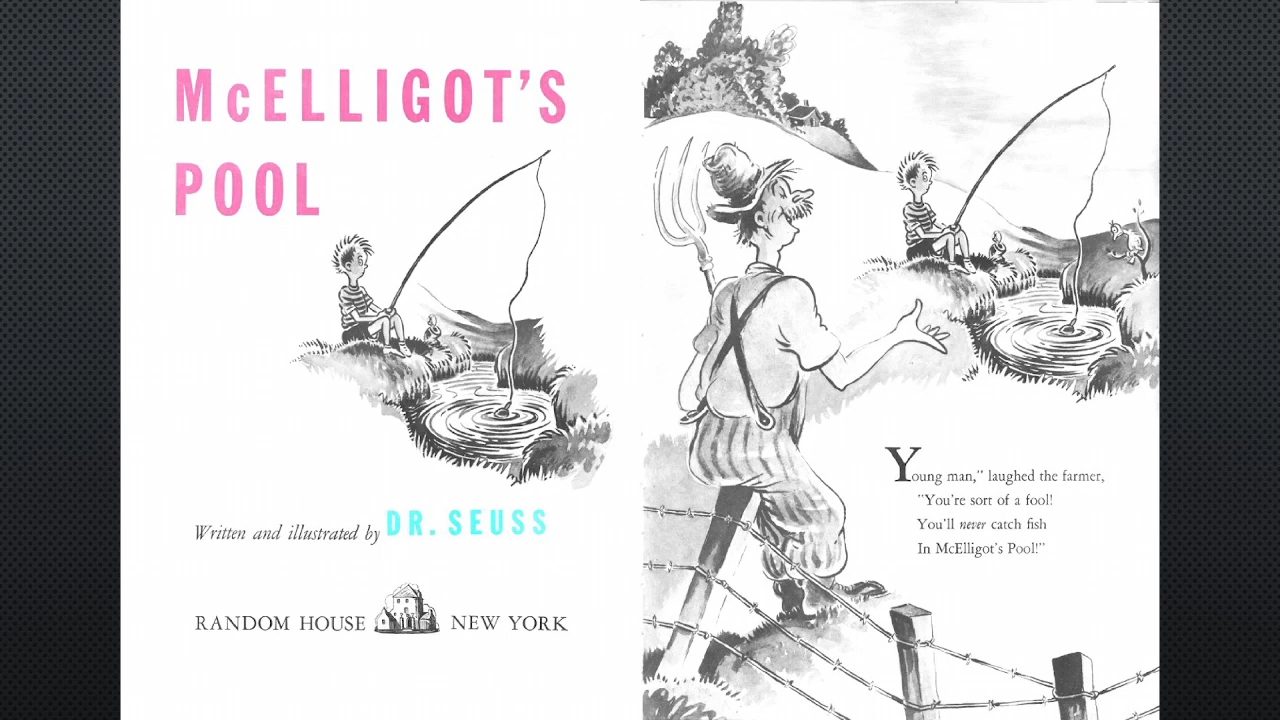 McELLIGOT'S
POOL
Written and illustrated by DR. SEUSS
RANDOM HOUSE NEW YORK
Young man," laughed the farmer,
"You're sort of a fool!
You'll never catch fish
In McElligot's Pool!"